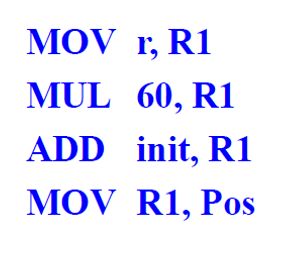 MOV r, R1
MUL 60, R1
ADD init, R1
MOV R1, Pos